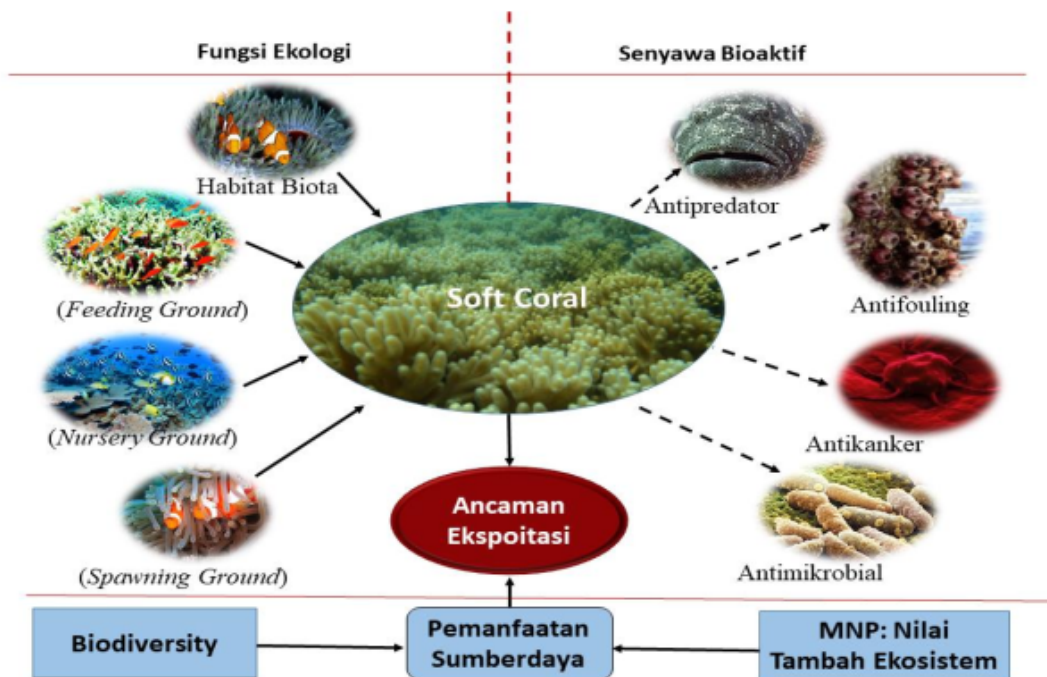 Fungsi Ekologi
Senyawa Bioaktif
Habitat Biota
(Feeding Ground)
(Nursery Ground)
(Spawning Ground)
Soft Coral
Antipredator
Antifouling
Antikanker
Antimikrobial
Ancaman
Ekspoitasi
Biodiversity
Pemanfaatan
Sumberdaya
MNP: Nilai
Tambah Ekosistem